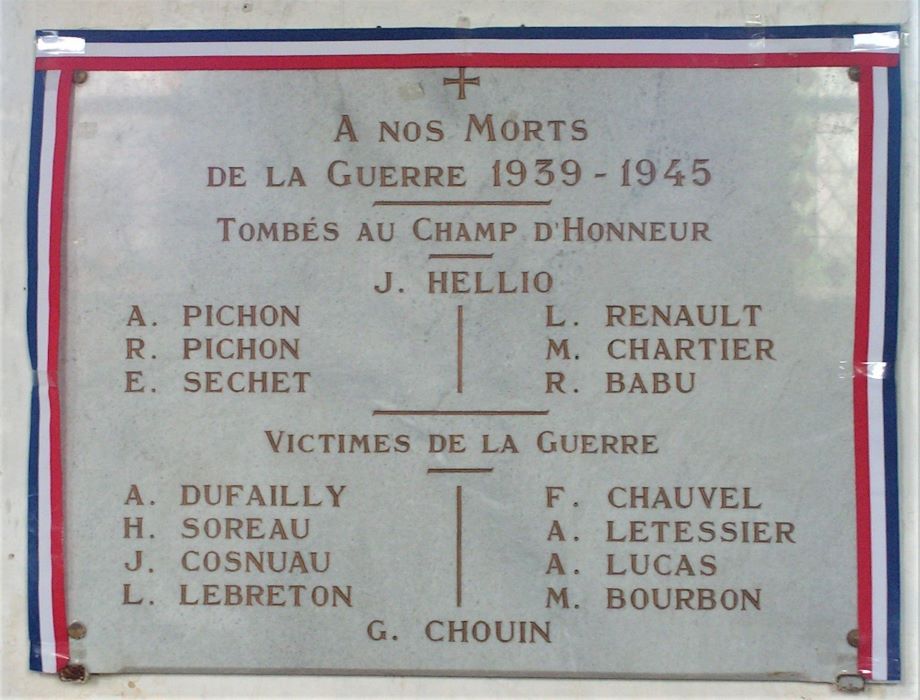 A NOS MORTS
DE LA GUERRE 1939-1945
TOMBÉS AU CHAMP D'HONNEUR
J. HELLIO
A. PICHON
R. PICHON
E. SECHET
L. RENAULT
M. CHARTIER
R. BABU
VICTIMES DE LA GUERRE
A. DUFAILLY
H. SOREAU
J. COSNUAU
L. LEBRETON
F. CHAUVEL
A. LETESSIER
A. LUCAS
M. BOURBON
G. CHOUIN